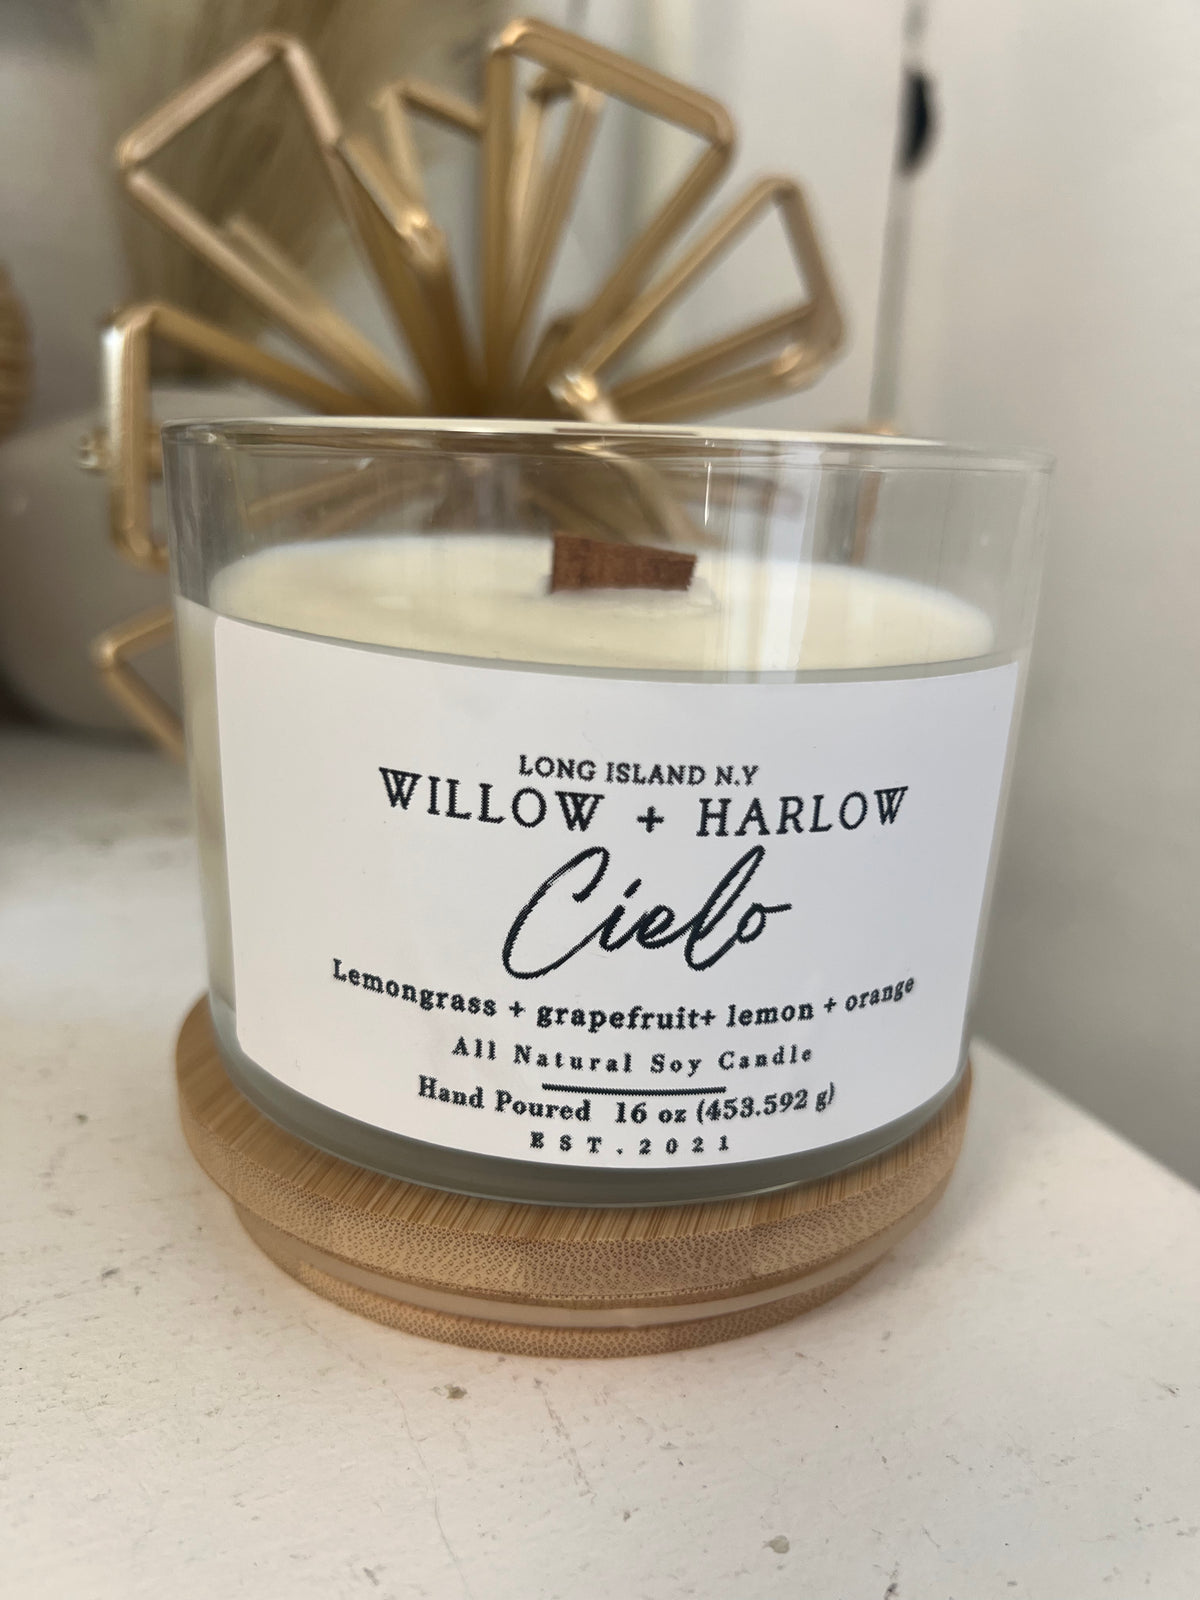 LONG ISLAND N.Y
WILLOW + HARLOW
Cielo
Lemongrass + grapefruit+ lemon + orange
All Natural Soy Candle
Hand Poured 16 oz (453.592 g)
EST.2021